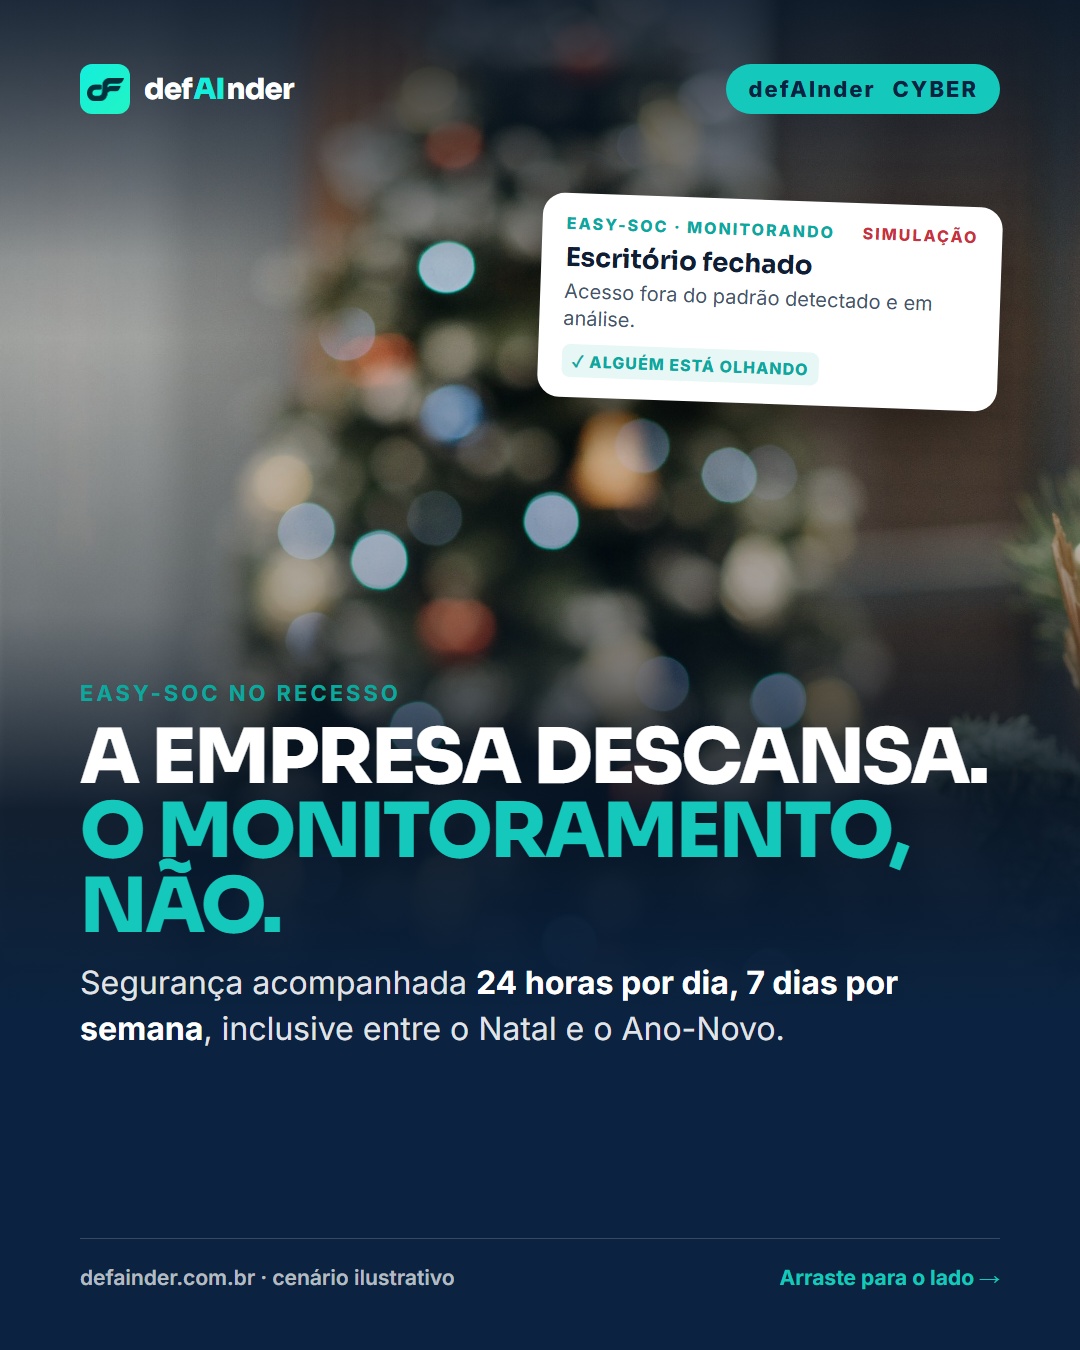 defAInder
defAInder CYBER
EASY-SOC · MONITORANDO SIMULAÇÃO
Escritório fechado
Acesso fora do padrão detectado e em
análise.
✓ ALGUÉM ESTÁ OLHANDO
EASY-SOC NO RECESSO
A EMPRESA DESCANSA.
O MONITORAMENTO,
NÃO.
Segurança acompanhada 24 horas por dia, 7 dias por
semana, inclusive entre o Natal e o Ano-Novo.
defainder.com.br · cenário ilustrativo
Arraste para o lado →